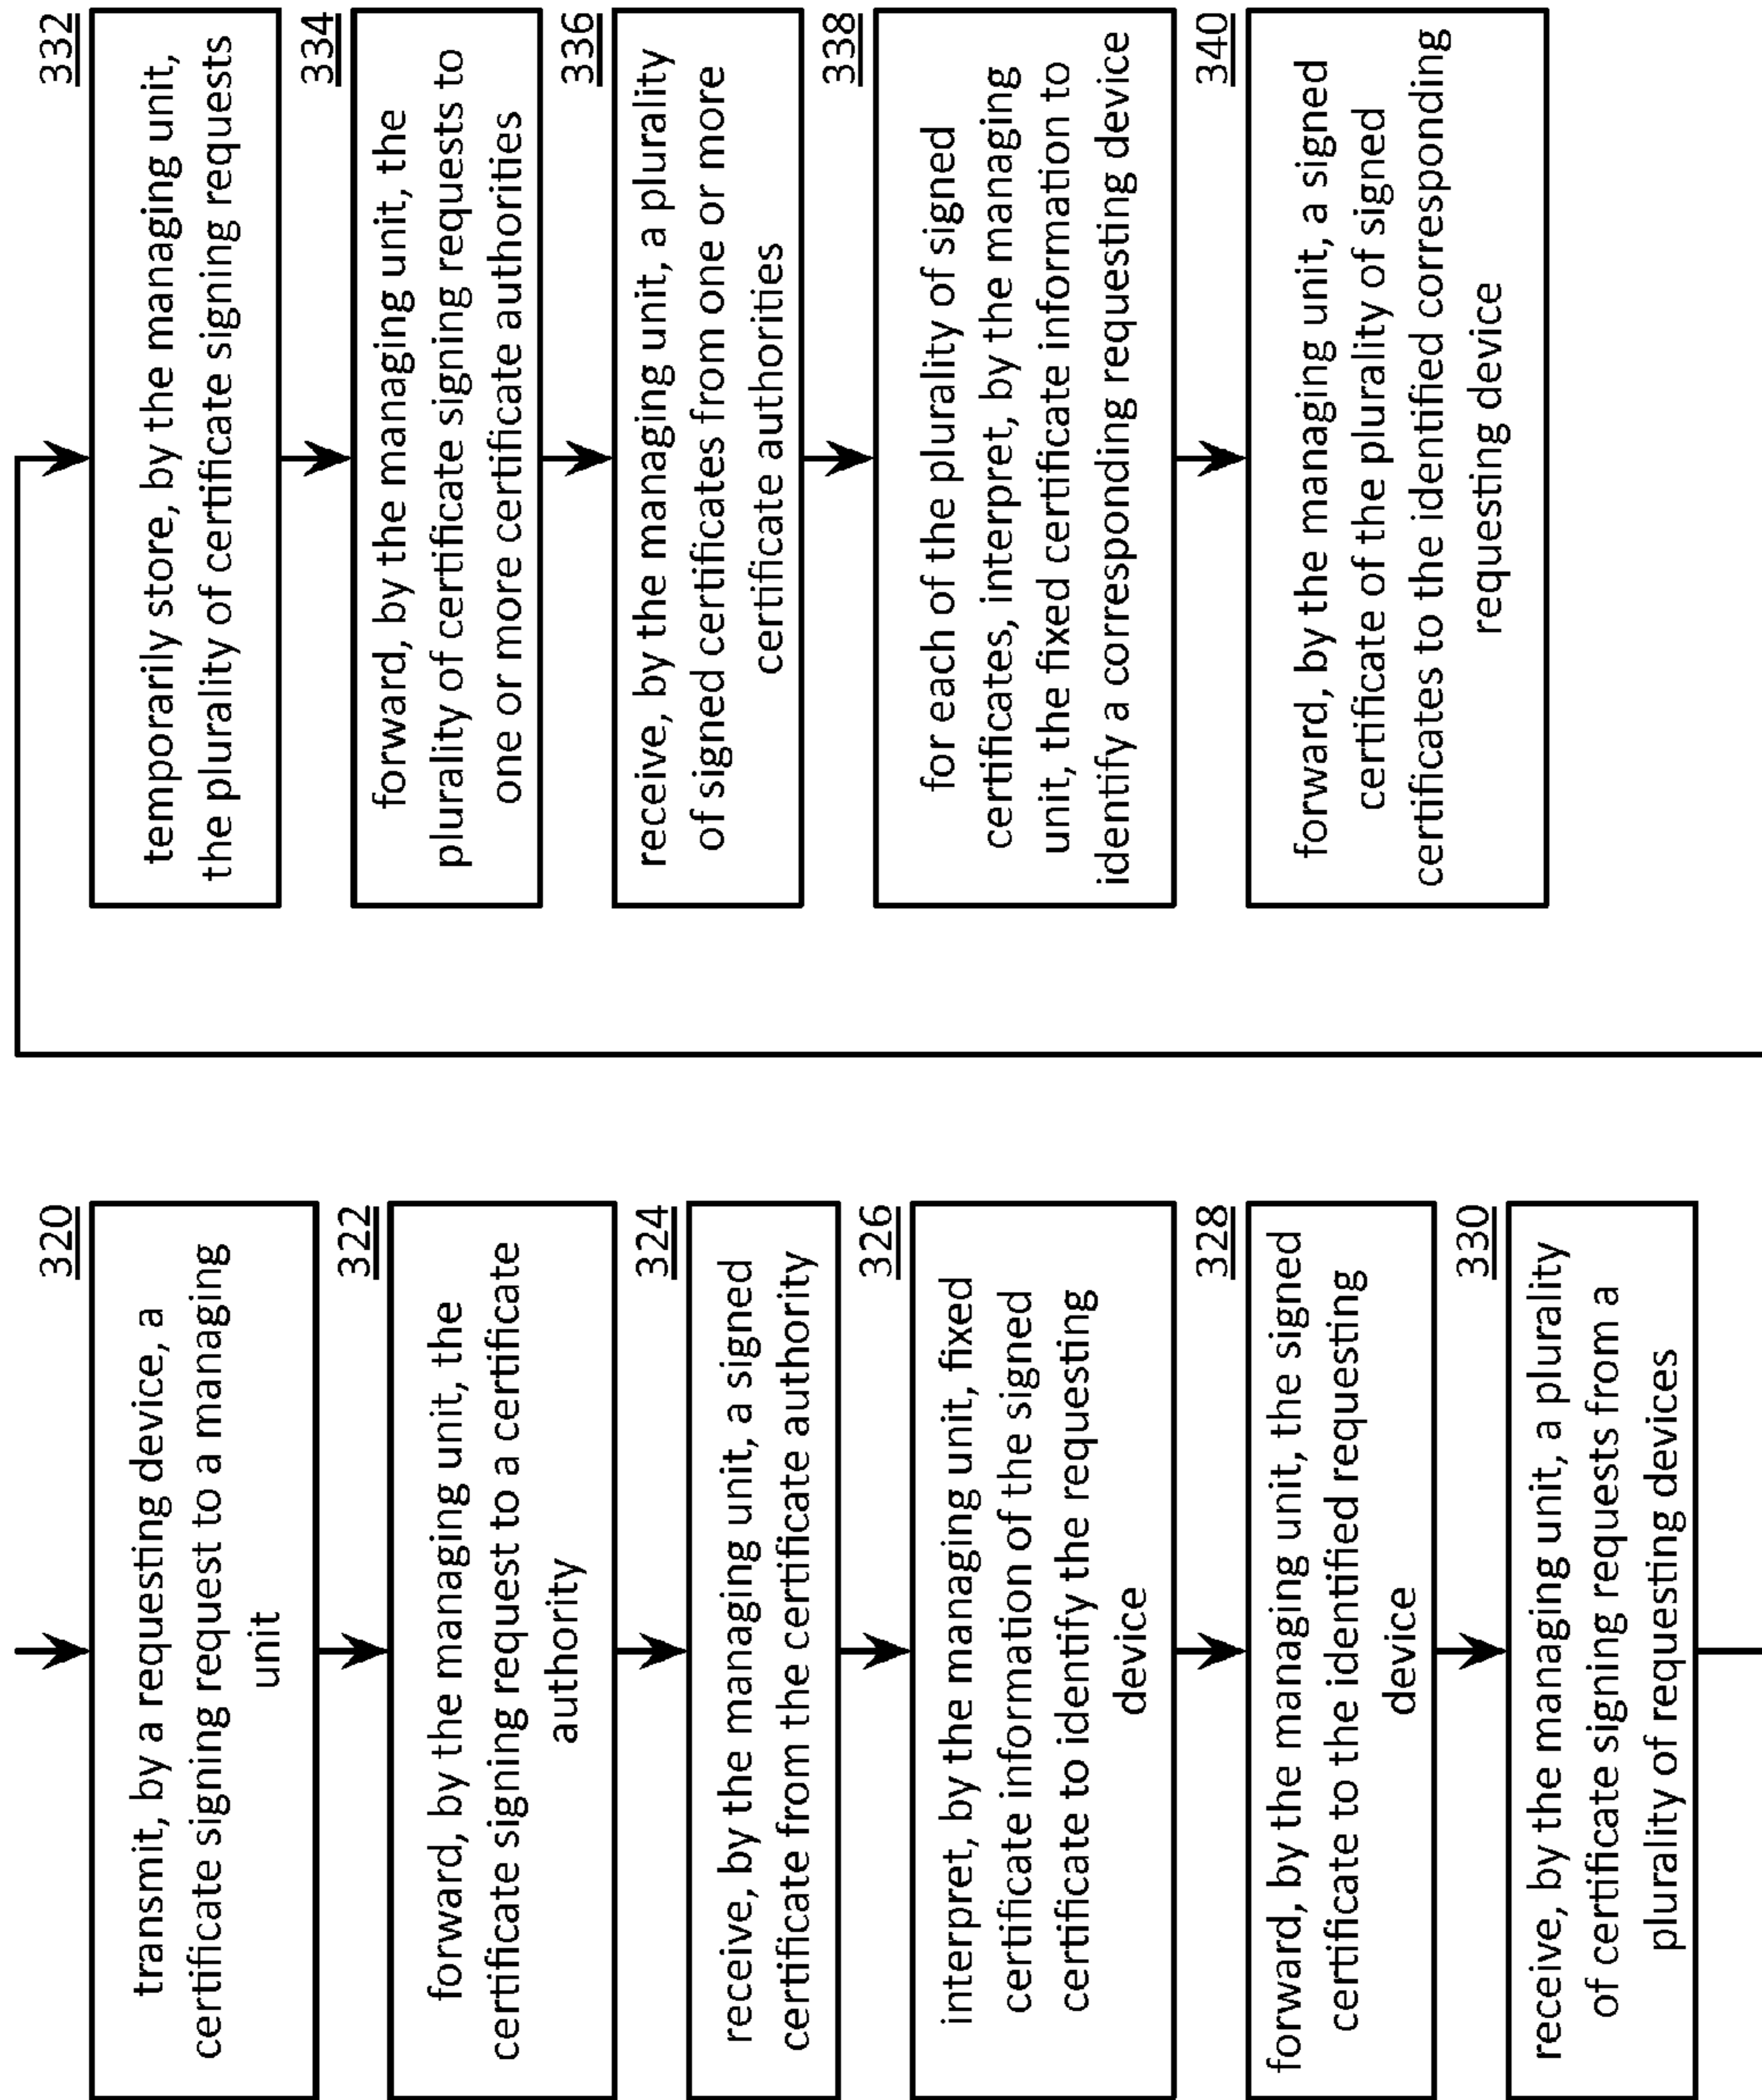 320
transmit, by a requesting device, a
certificate signing request to a managing
unit
322
forward, by the managing unit, the
certificate signing request to a certificate
authority
324
receive, by the managing unit, a signed
certificate from the certificate authority
326
interpret, by the managing unit, fixed
certificate information of the signed
certificate to identify the requesting
device
328
forward, by the managing unit, the signed
certificate to the identified requesting
device
330
receive, by the managing unit, a plurality
of certificate signing requests from a
plurality of requesting devices
332
temporarily store, by the managing unit,
the plurality of certificate signing requests
334
forward, by the managing unit, the
plurality of certificate signing requests to
one or more certificate authorities
336
receive, by the managing unit, a plurality
of signed certificates from one or more
certificate authorities
338
for each of the plurality of signed
certificates, interpret, by the managing
unit, the fixed certificate information to
identify a corresponding requesting device
340
forward, by the managing unit, a signed
certificate of the plurality of signed
certificates to the identified corresponding
requesting device